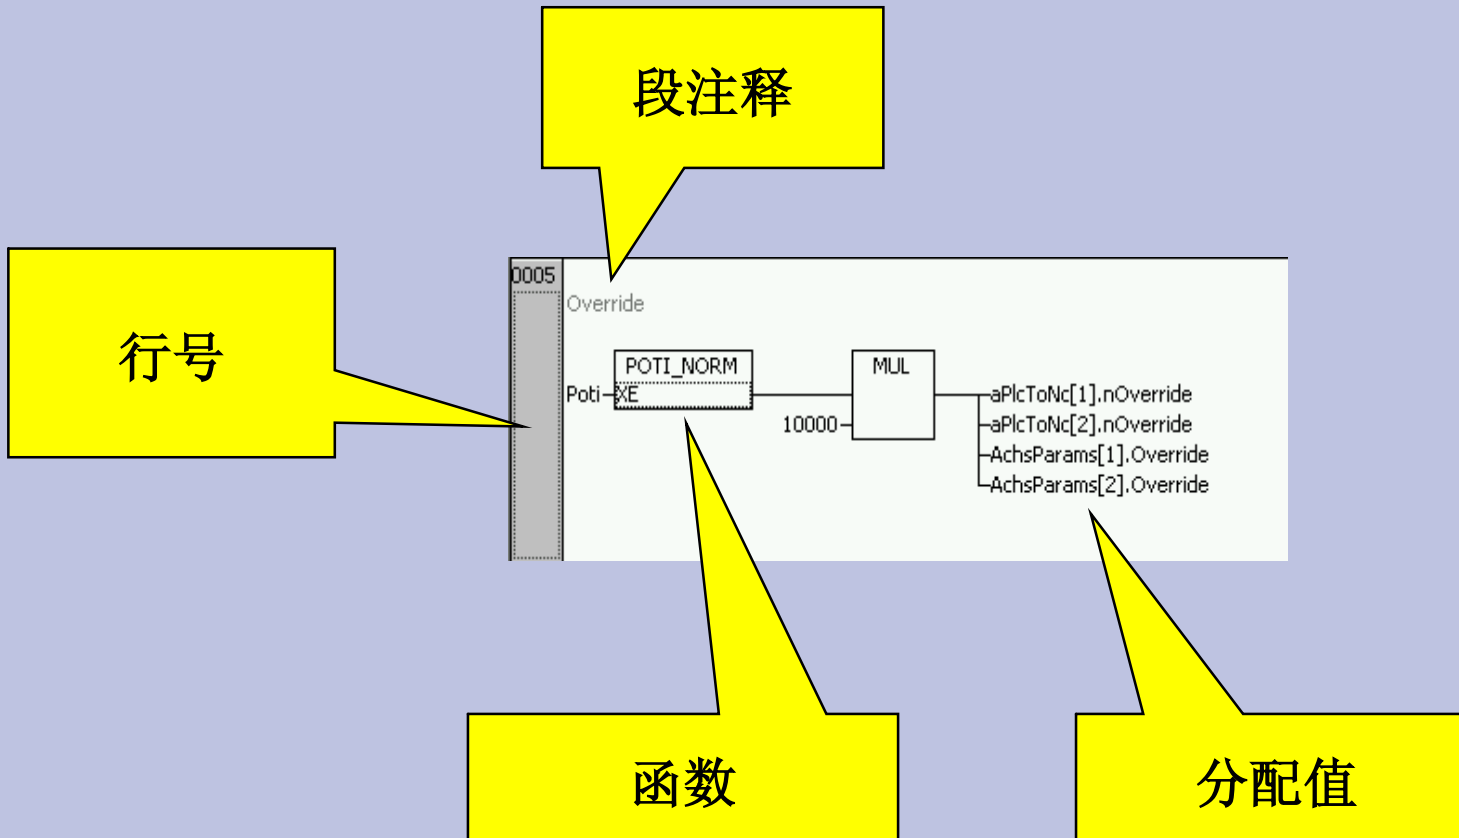 段注释
行号
0005
Override
POTI_NORM
MUL
Poti
XE
aPlcToNc[1].nOverride
10000
aPlcToNc[2].nOverride
AchsParams[1].Override
AchsParams[2].Override
函数
分配值